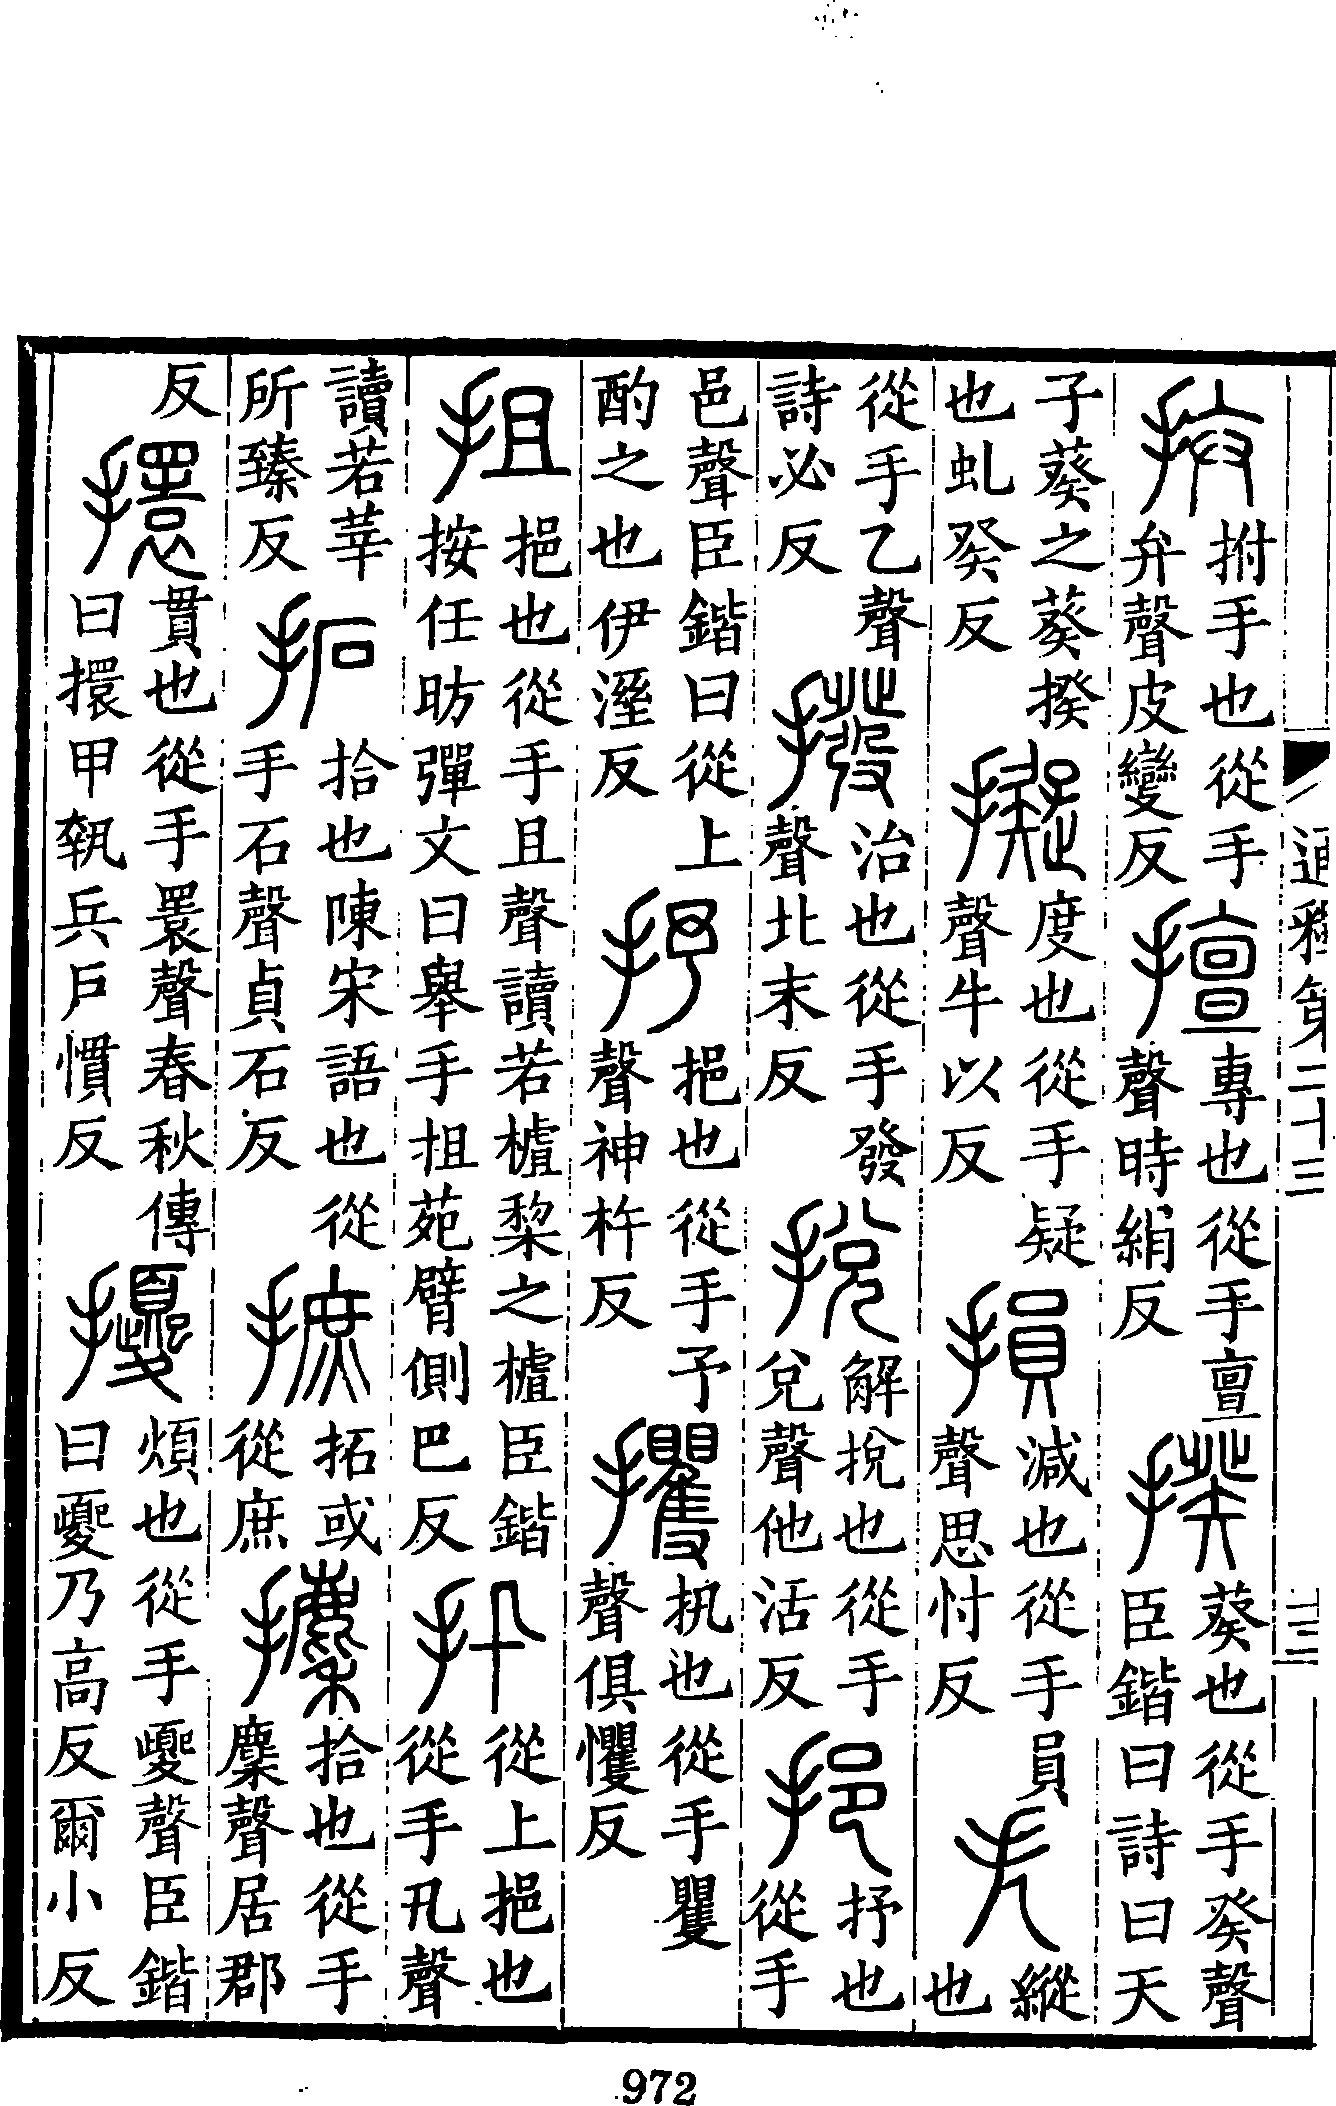 通釋第二十三
拚拊手也從手弁聲皮變反擅專也從手亶聲時絹反揆葵也從手癸聲臣鍇曰詩曰天
子葵之葵揆也虬癸反擬度也從手疑聲牛以反損減也從手員聲思忖反失縱也
從手乙聲詩必反撥治也從手發聲北末反挩解挩也從手兌聲他活反挹抒也從手
邑聲臣鍇曰從上酌之也伊溼反抒挹也從手予聲神杵反攫扟也從手矍聲俱戄反
抯挹也從手且聲讀若樝棃之樝臣鍇按任昉彈文曰舉手抯苑臂側巴反扟從上挹也從手卂聲
讀若莘所臻反拓拾也陳宋語也從手石聲貞石反摭拓或從庶攈拾也從手麇聲居郡
反擐貫也從手睘聲春秋傳曰擐甲執兵戶慣反擾煩也從手夒聲臣鍇曰夒乃高反爾小反
972